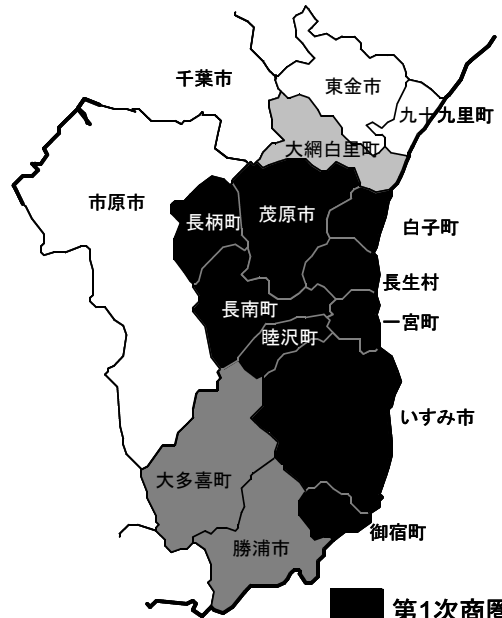 千葉市
東金市
九十九里町
大網白里町
市原市
長柄町
茂原市
白子町
長生村
長南町
一宮町
睦沢町
いすみ市
大多喜町
御宿町
勝浦市
第1次商圏